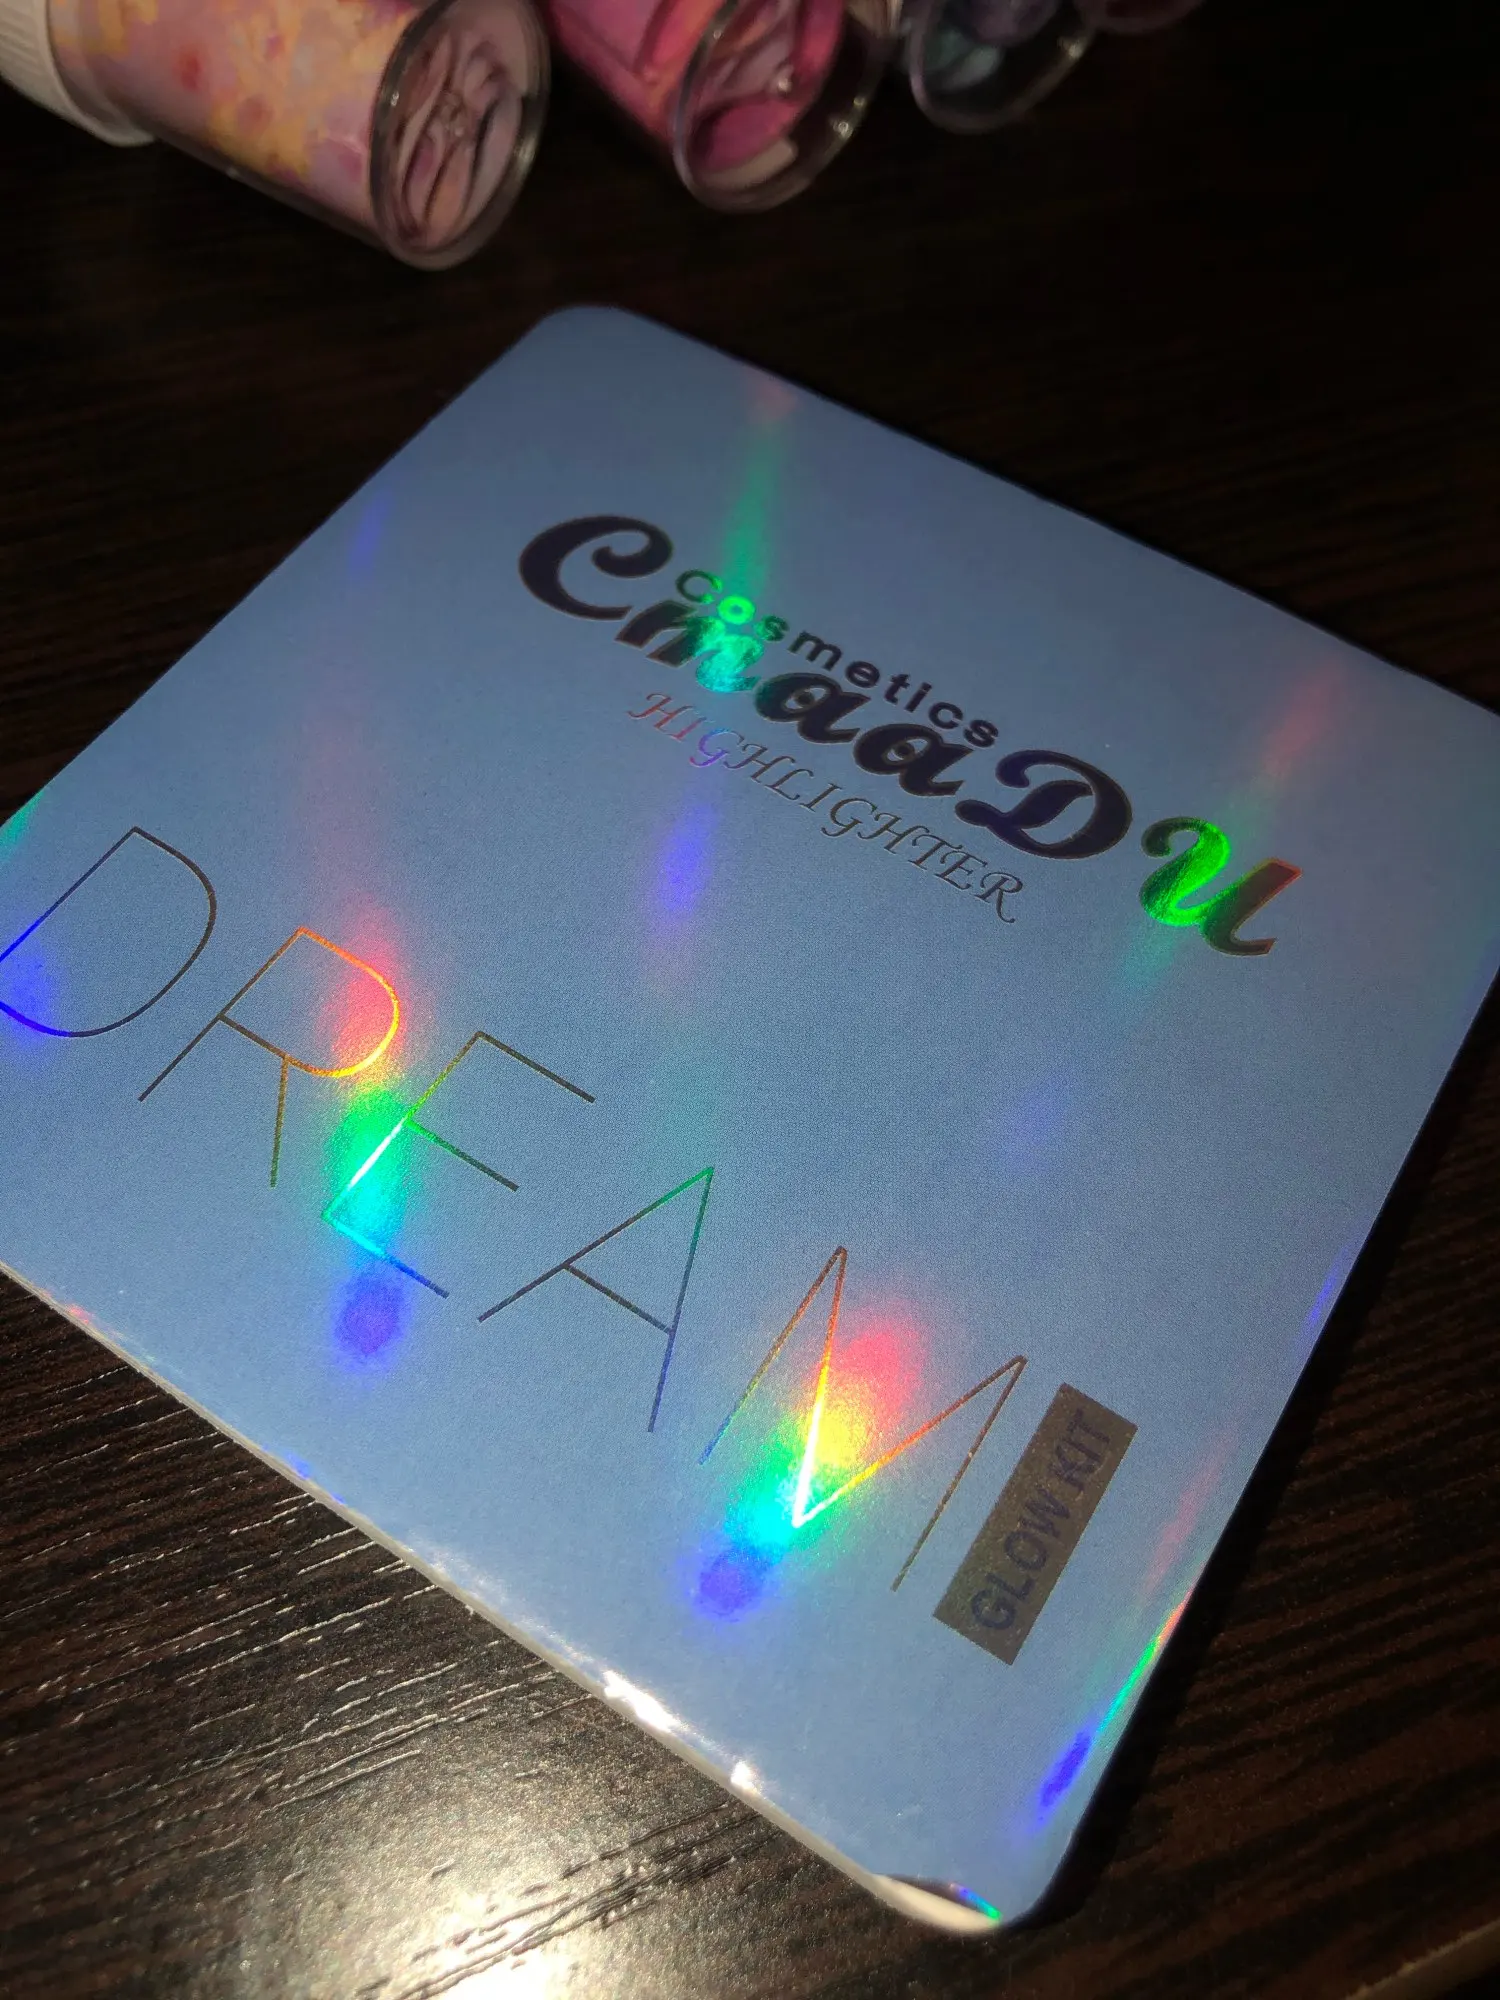 Cosmetics
CmaaDU
HIGHLIGHTER
DREAM
GLOW KIT